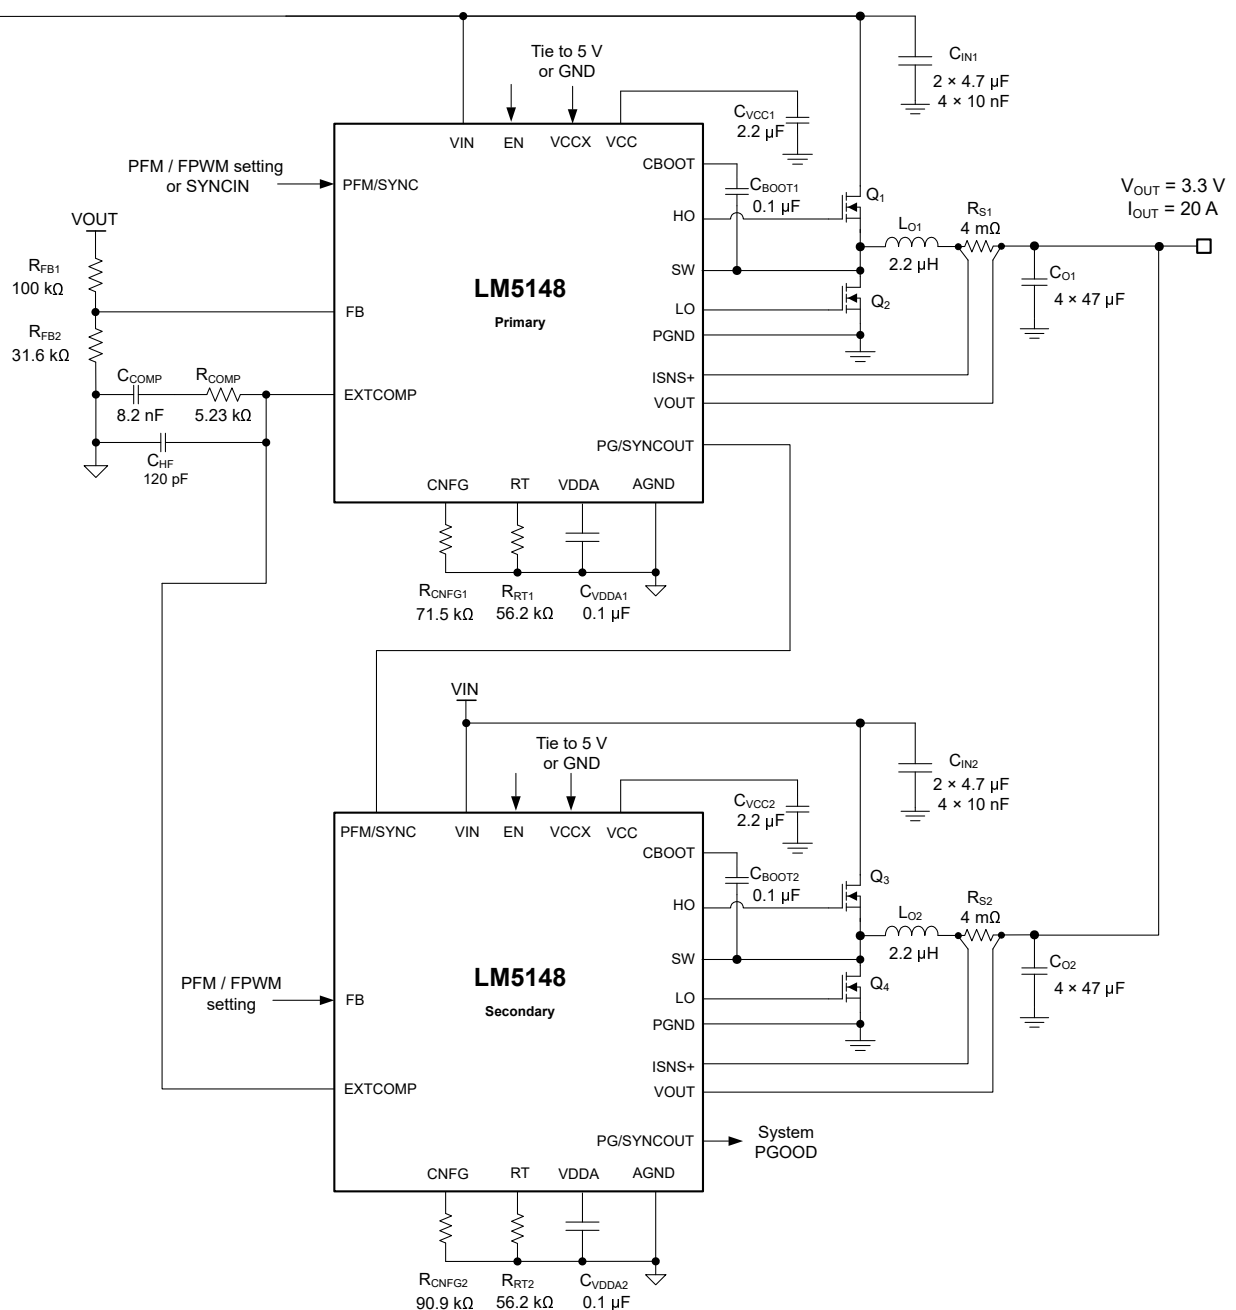 Tie to 5 V
or GND
C_IN1
2 × 4.7 µF
4 × 10 nF
C_VCC1
2.2 µF
VIN
EN
VCCX
VCC
PFM / FPWM setting
or SYNCIN
PFM/SYNC
CBOOT
C_BOOT1
0.1 µF
Q1
HO
V_OUT = 3.3 V
I_OUT = 20 A
VOUT
R_S1
4 mΩ
L_O1
2.2 µH
R_FB1
100 kΩ
SW
C_O1
4 × 47 µF
LM5148
Primary
FB
LO
Q2
R_FB2
31.6 kΩ
PGND
C_COMP
8.2 nF
R_COMP
5.23 kΩ
EXTCOMP
ISNS+
VOUT
PG/SYNCOUT
C_HF
120 pF
CNFG
RT
VDDA
AGND
R_CNFG1
71.5 kΩ
R_RT1
56.2 kΩ
C_VDDA1
0.1 µF
VIN
Tie to 5 V
or GND
C_IN2
2 × 4.7 µF
4 × 10 nF
C_VCC2
2.2 µF
PFM/SYNC
VIN
EN
VCCX
VCC
CBOOT
C_BOOT2
0.1 µF
Q3
HO
R_S2
4 mΩ
L_O2
2.2 µH
SW
C_O2
4 × 47 µF
LM5148
Secondary
PFM / FPWM
setting
FB
LO
Q4
PGND
ISNS+
EXTCOMP
VOUT
PG/SYNCOUT
System
PGOOD
CNFG
RT
VDDA
AGND
R_CNFG2
90.9 kΩ
R_RT2
56.2 kΩ
C_VDDA2
0.1 µF